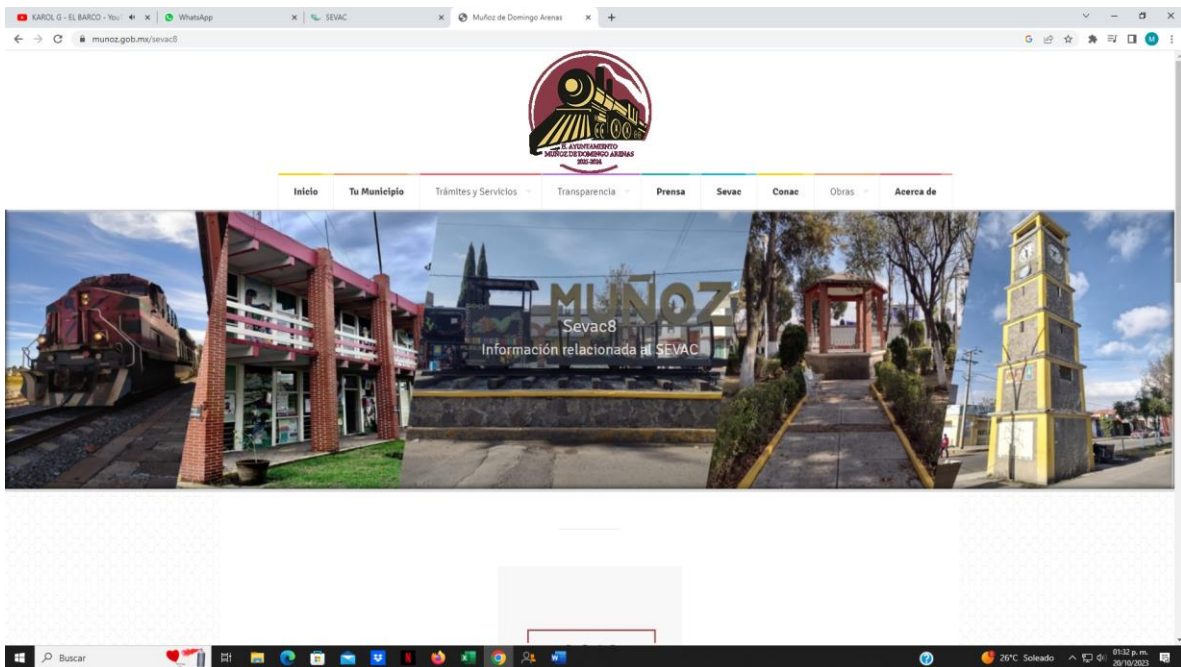 KAROL G - EL BARCO - You
WhatsApp
SEVAC
Muñoz de Domingo Arenas
munoz.gob.mx/sevac8
H. AYUNTAMIENTO
MUÑOZ DE DOMINGO ARENAS
2021-2024
Inicio
Tu Municipio
Trámites y Servicios
Transparencia
Prensa
Sevac
Conac
Obras
Acerca de
MUÑOZ
Sevac8
Información relacionada al SEVAC
Buscar
26°C Soleado
01:32 p. m.
20/10/2023